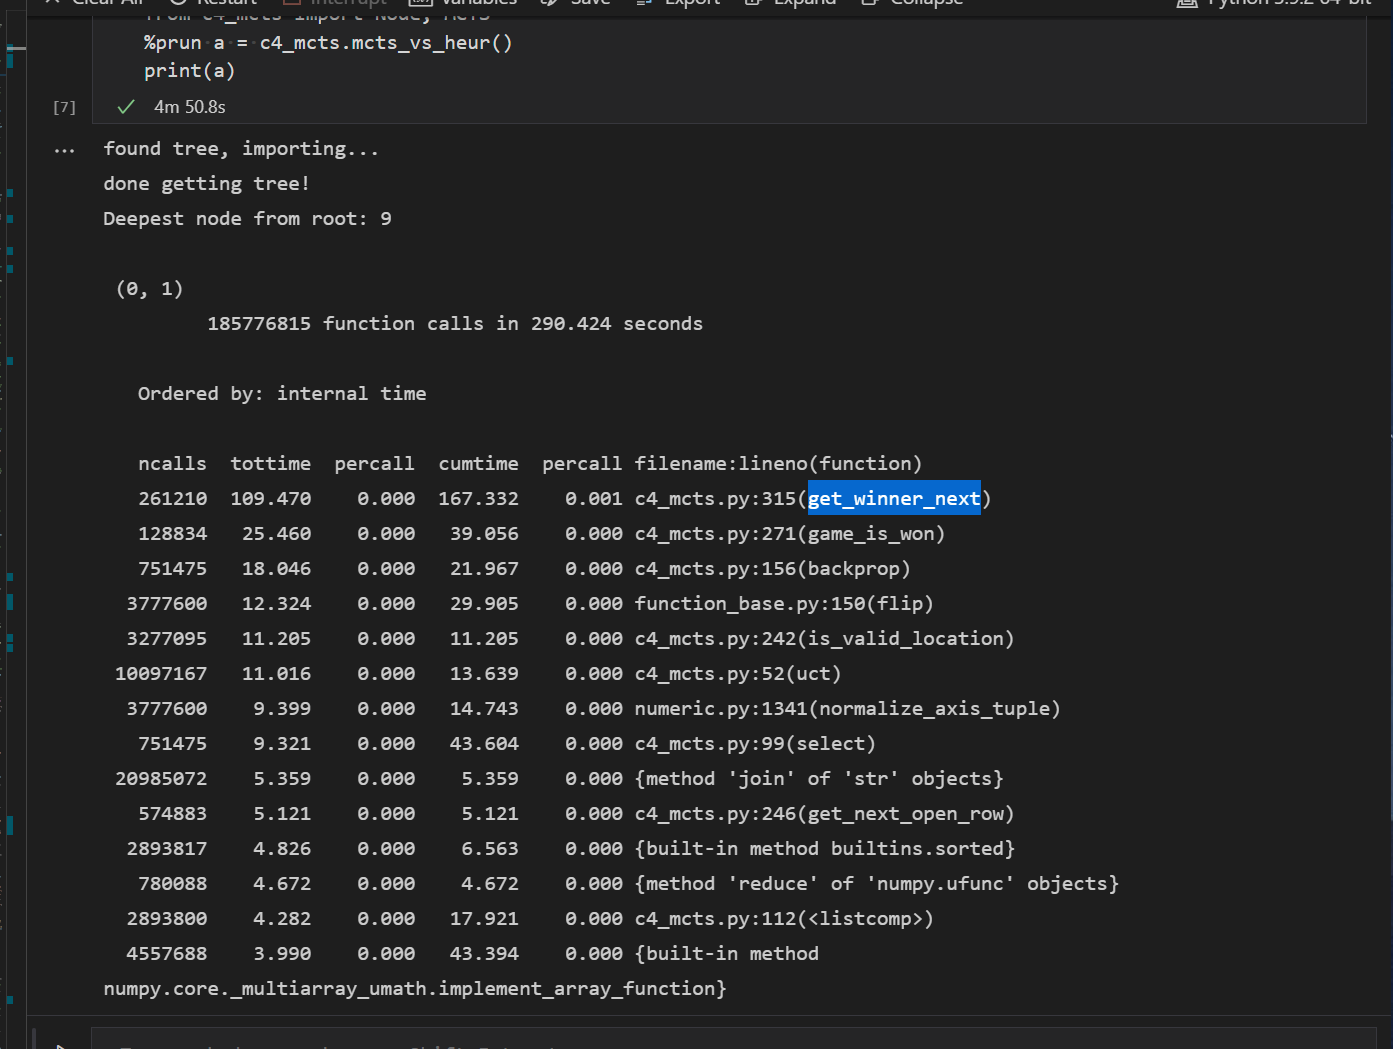 Clear All Restart Interrupt Variables Save Export Expand Collapse Python 3.9.2 64-bit
from c4_mcts import Node, MCTS
%prun a = c4_mcts.mcts_vs_heur()
print(a)
[7] ✓ 4m 50.8s
... found tree, importing...
done getting tree!
Deepest node from root: 9
(0, 1)
185776815 function calls in 290.424 seconds
Ordered by: internal time
ncalls tottime percall cumtime percall filename:lineno(function)
261210 109.470 0.000 167.332 0.001 c4_mcts.py:315(get_winner_next)
128834 25.460 0.000 39.056 0.000 c4_mcts.py:271(game_is_won)
751475 18.046 0.000 21.967 0.000 c4_mcts.py:156(backprop)
3777600 12.324 0.000 29.905 0.000 function_base.py:150(flip)
3277095 11.205 0.000 11.205 0.000 c4_mcts.py:242(is_valid_location)
10097167 11.016 0.000 13.639 0.000 c4_mcts.py:52(uct)
3777600 9.399 0.000 14.743 0.000 numeric.py:1341(normalize_axis_tuple)
751475 9.321 0.000 43.604 0.000 c4_mcts.py:99(select)
20985072 5.359 0.000 5.359 0.000 {method 'join' of 'str' objects}
574883 5.121 0.000 5.121 0.000 c4_mcts.py:246(get_next_open_row)
2893817 4.826 0.000 6.563 0.000 {built-in method builtins.sorted}
780088 4.672 0.000 4.672 0.000 {method 'reduce' of 'numpy.ufunc' objects}
2893800 4.282 0.000 17.921 0.000 c4_mcts.py:112(<listcomp>)
4557688 3.990 0.000 43.394 0.000 {built-in method
numpy.core._multiarray_umath.implement_array_function}